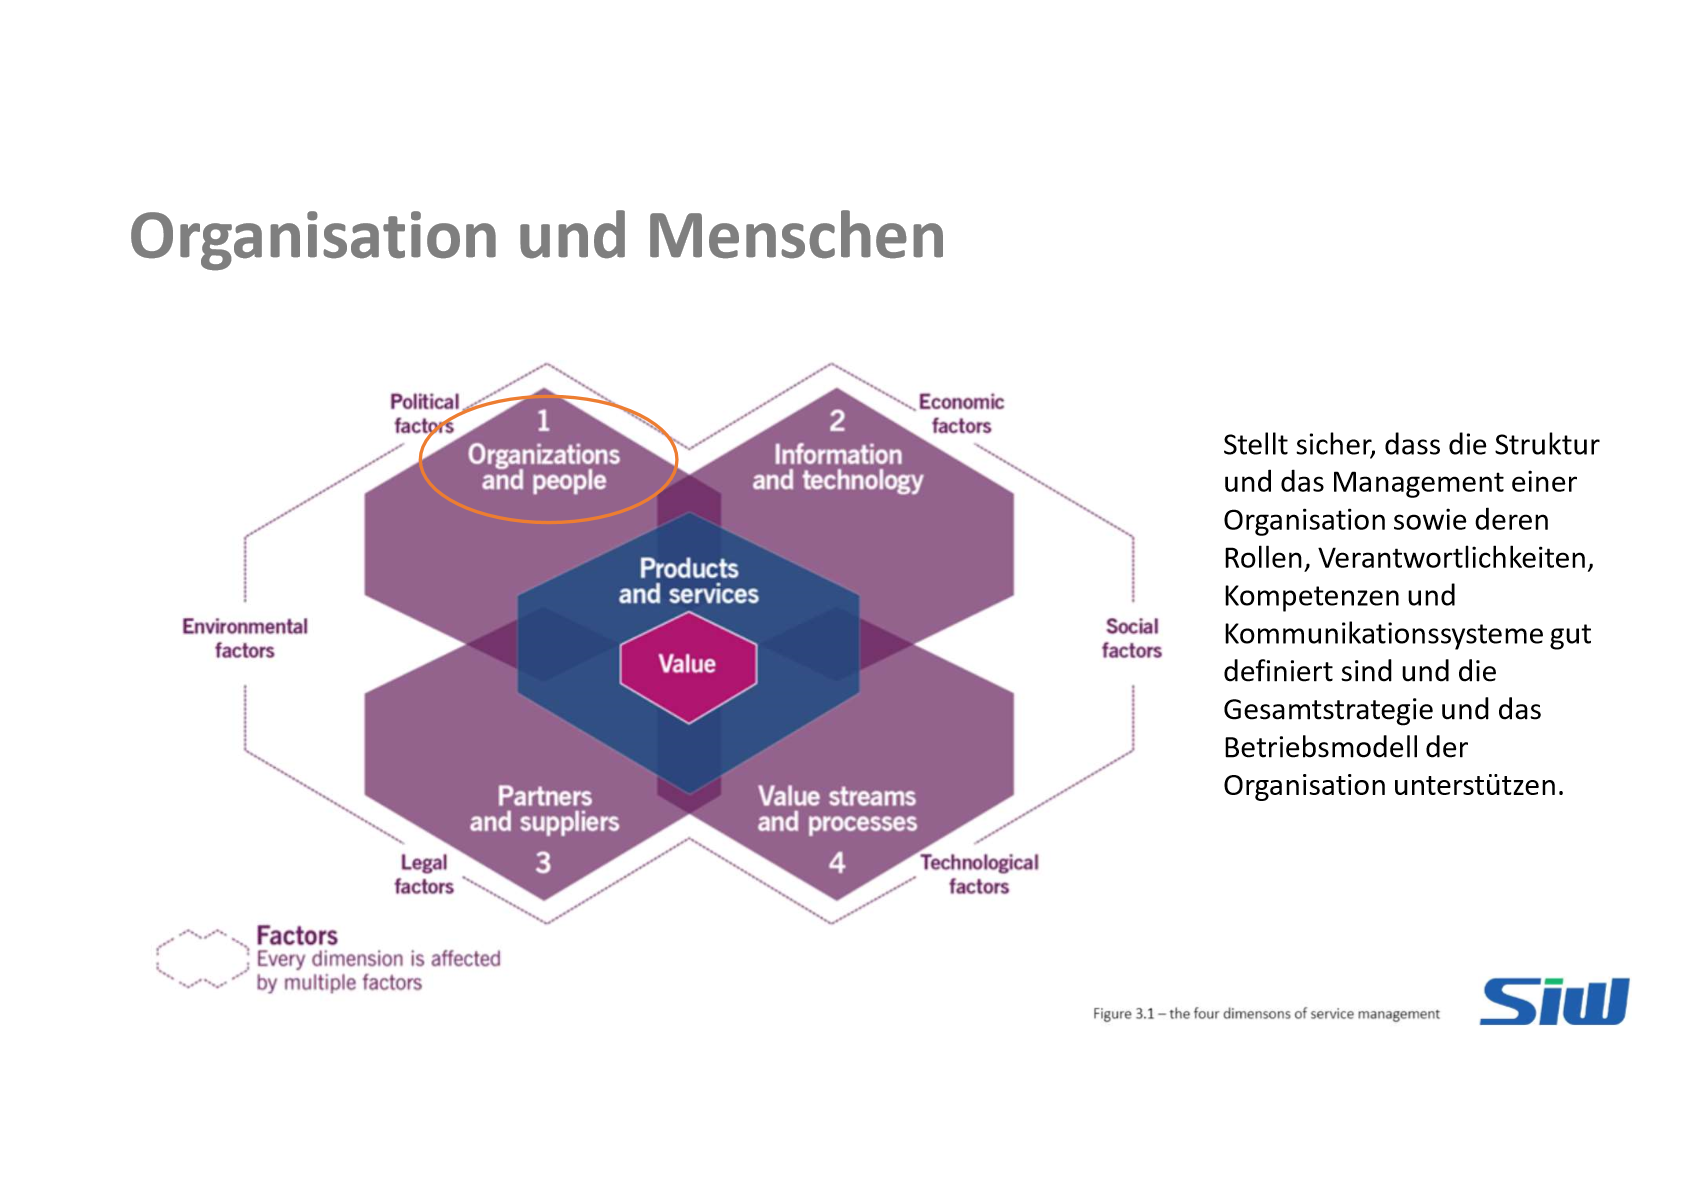 Organisation und Menschen
Political
factors
1
Organizations
and people
2
Information
and technology
Economic
factors
Products
and services
Value
Environmental
factors
Social
factors
Partners
and suppliers
3
Value streams
and processes
4
Legal
factors
Technological
factors
Factors
Every dimension is affected
by multiple factors
Stellt sicher, dass die Struktur
und das Management einer
Organisation sowie deren
Rollen, Verantwortlichkeiten,
Kompetenzen und
Kommunikationssysteme gut
definiert sind und die
Gesamtstrategie und das
Betriebsmodell der
Organisation unterstützen.
Figure 3.1 – the four dimensons of service management
SiW